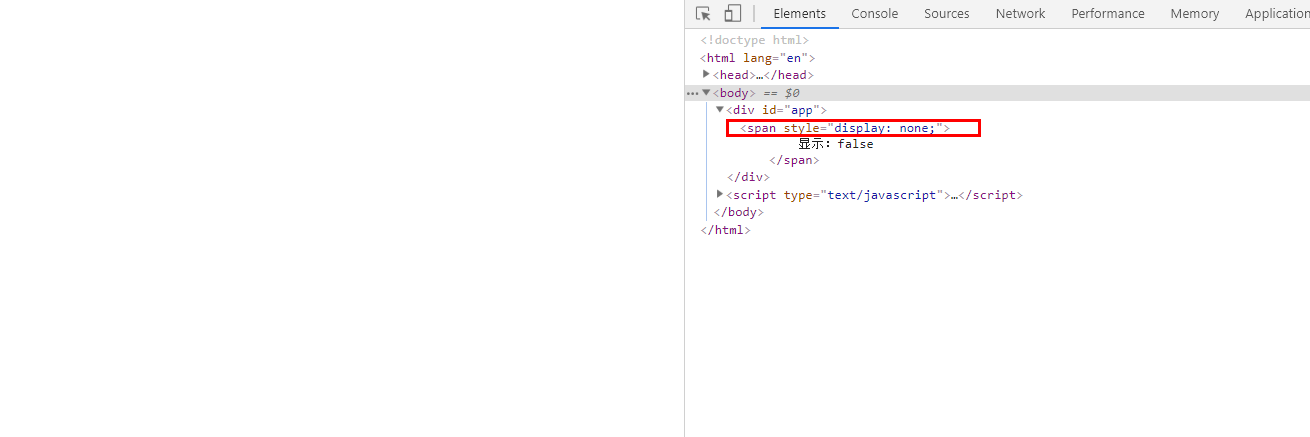 Elements Console Sources Network Performance Memory Application
<!doctype html>
<html lang="en">
<head>…</head>
<body> == $0
<div id="app">
<span style="display: none;">
显示：false
</span>
</div>
<script type="text/javascript">…</script>
</body>
</html>